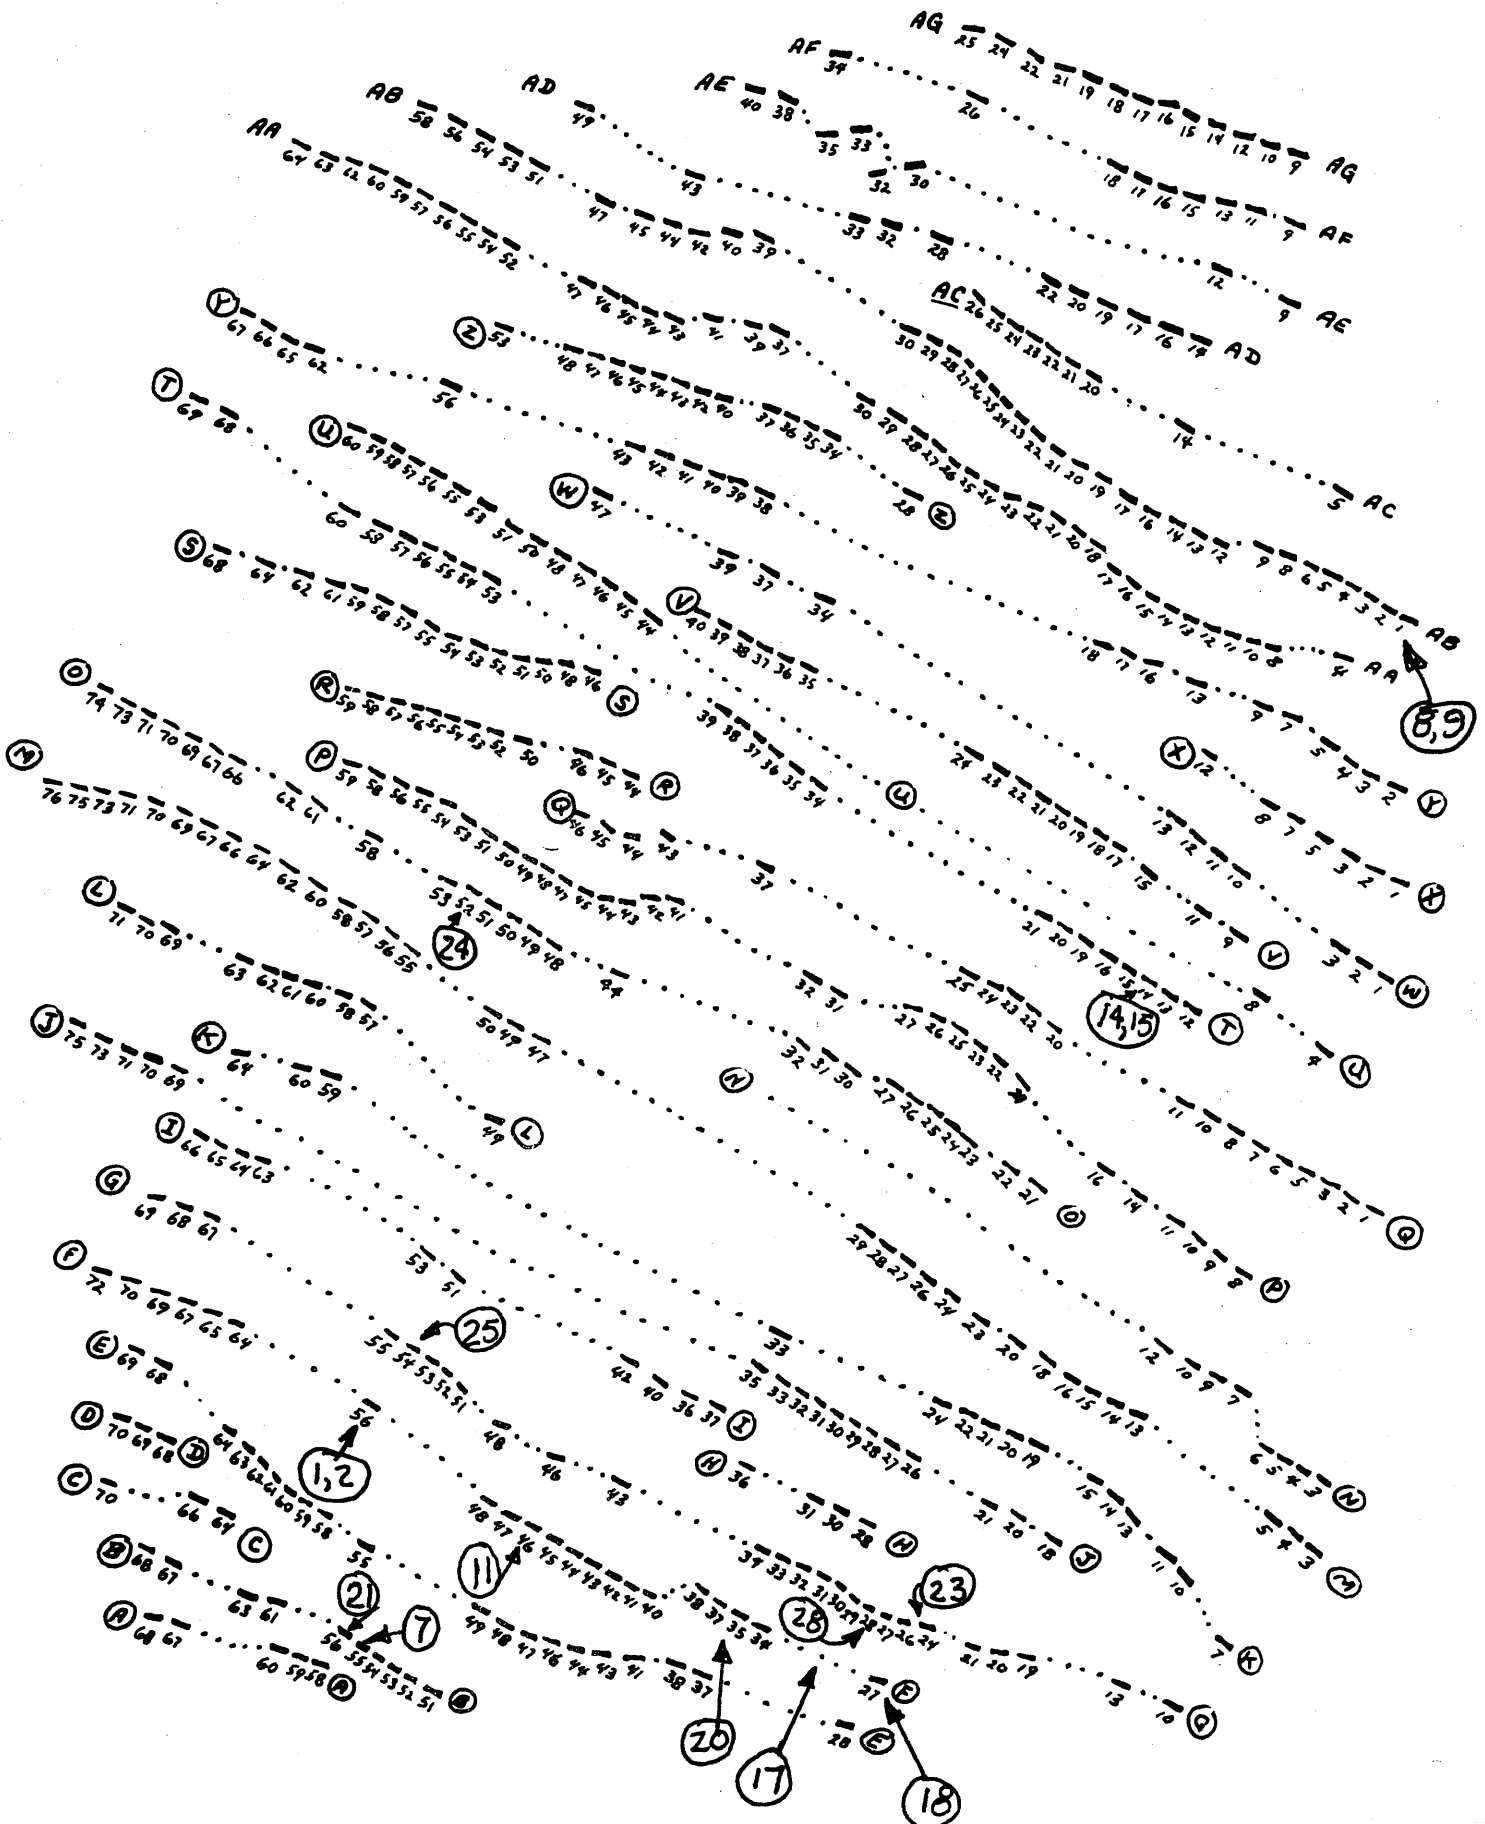 AG 25 24 22 21 19 18 17 16 15 14 12 10 9 AG
AF 34 26 18 17 16 15 13 11 9 AF
AE 40 38 35 33 32 30 12 9 AE
AD 49 43 33 32 28 22 20 19 17 16 14 AD
AC 26 25 24 23 22 21 20 14 5 AC
AB 58 56 54 53 51 47 45 44 42 40 39 30 29 28 27 26 25 24 23 22 21 20 19 17 16 14 13 12 9 8 6 5 4 3 2 1 AB
8,9
AA 64 63 62 60 59 57 56 55 54 52 47 46 45 44 43 41 39 37 30 29 28 27 26 25 24 23 22 21 20 18 17 16 15 14 13 12 11 10 8 4 AA
Z 53 48 47 46 45 44 43 42 40 37 36 35 34 28 Z
Y 67 66 65 62 56 43 42 41 40 39 38 18 17 16 13 9 7 5 4 3 2 Y
X 12 8 7 5 3 2 1 X
W 47 39 37 34 13 12 11 10 3 2 1 W
V 40 39 38 37 36 35 24 23 22 21 20 19 18 17 15 11 9 V
U 60 59 58 57 56 55 53 51 50 48 47 46 45 44 U 8 4 U
T 69 68 60 58 57 56 55 54 53 39 38 37 36 35 34 21 20 19 16 15 14 13 12 T
14,15
S 68 64 62 61 59 58 57 55 54 53 52 51 50 48 46 S
R 59 58 57 56 55 54 53 52 50 46 45 44 R
Q 46 45 44 43 37 25 24 23 22 20 11 10 8 7 6 5 3 2 1 Q
P 59 58 56 55 54 53 51 50 49 48 47 45 44 43 42 41 32 31 27 26 25 23 22 16 14 11 10 9 8 P
O 74 73 71 70 69 67 66 62 61 58 53 52 51 50 49 48 44 32 31 30 27 26 25 24 23 22 21 O
24
N 12 10 9 7 6 5 4 3 N
M 76 75 73 71 70 69 67 66 64 62 60 58 57 56 55 50 49 47 29 28 27 26 24 23 20 18 16 15 14 13 5 4 3 M
L 71 70 69 63 62 61 60 58 57 49 L
K 64 60 59 33 24 22 21 20 19 15 14 13 11 10 7 K
J 75 73 71 70 69 35 33 32 31 30 29 28 27 26 21 20 18 J
I 66 65 64 63 53 51 42 40 36 37 I
H 36 31 30 28 H
G 69 68 67 55 54 53 52 51 48 46 43 34 33 32 31 30 29 28 27 26 24 21 20 19 13 10 G
25
28
23
F 72 70 69 67 65 64 56 48 47 46 45 44 43 42 41 40 38 37 35 34 27 F
1,2
11
20
17
18
E 69 68 64 63 62 61 60 59 58 55 49 48 47 46 44 43 41 38 37 28 E
D 70 69 68 D
C 70 66 64 C
B 68 67 63 61 56 55 54 53 52 51 B
21
7
A 68 67 60 59 58 A